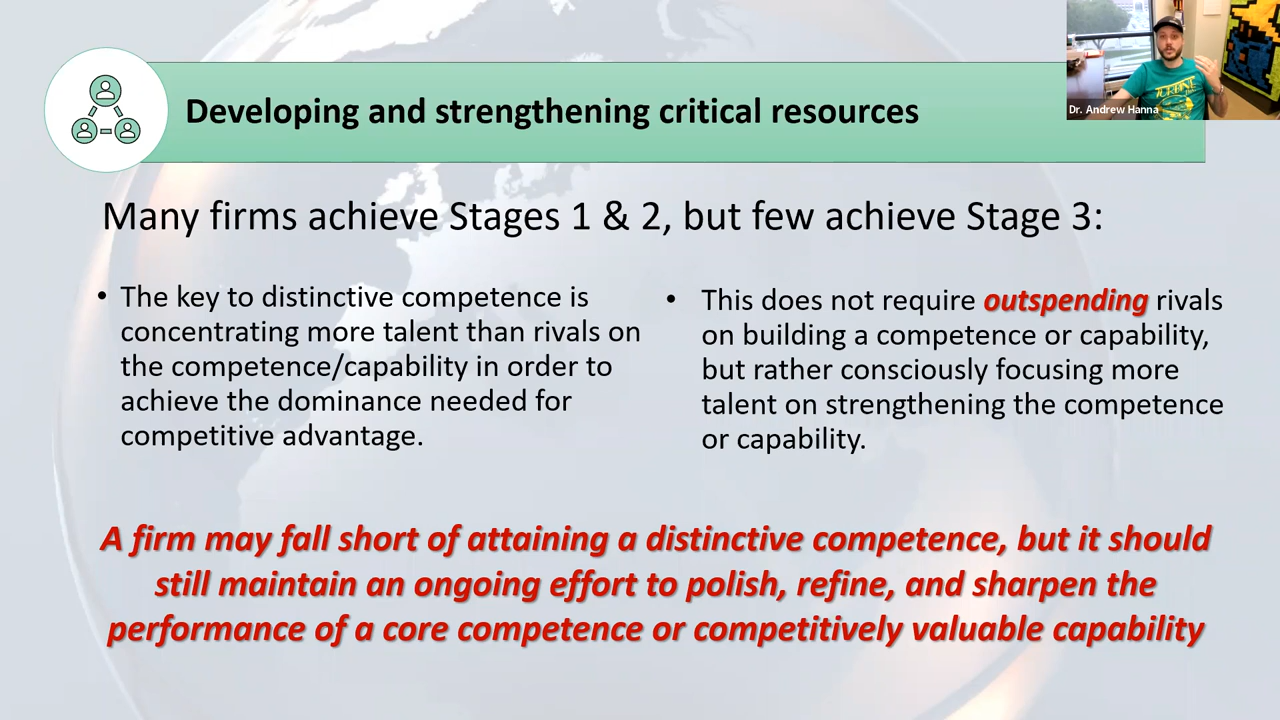 Developing and strengthening critical resources
Dr. Andrew Hanna
Many firms achieve Stages 1 & 2, but few achieve Stage 3:
• The key to distinctive competence is
concentrating more talent than rivals on
the competence/capability in order to
achieve the dominance needed for
competitive advantage.
• This does not require outspending rivals
on building a competence or capability,
but rather consciously focusing more
talent on strengthening the competence
or capability.
A firm may fall short of attaining a distinctive competence, but it should
still maintain an ongoing effort to polish, refine, and sharpen the
performance of a core competence or competitively valuable capability